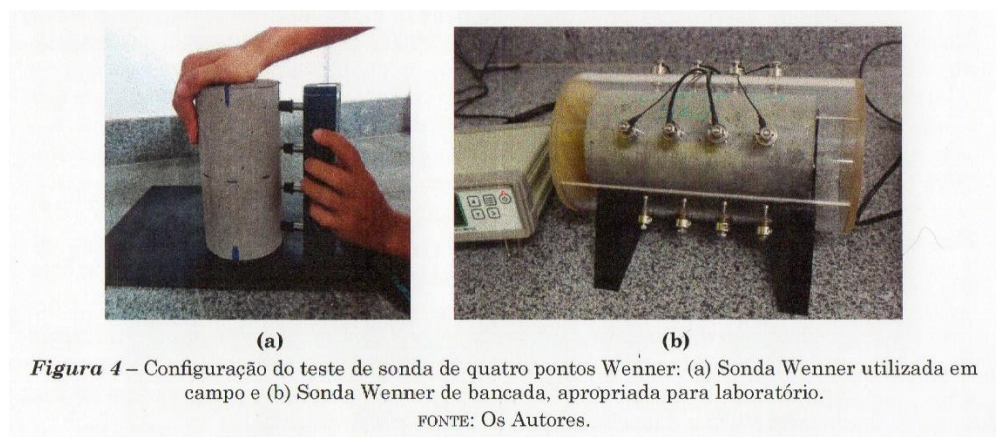 (a)
(b)
Figura 4 – Configuração do teste de sonda de quatro pontos Wenner: (a) Sonda Wenner utilizada em
campo e (b) Sonda Wenner de bancada, apropriada para laboratório.
FONTE: Os Autores.